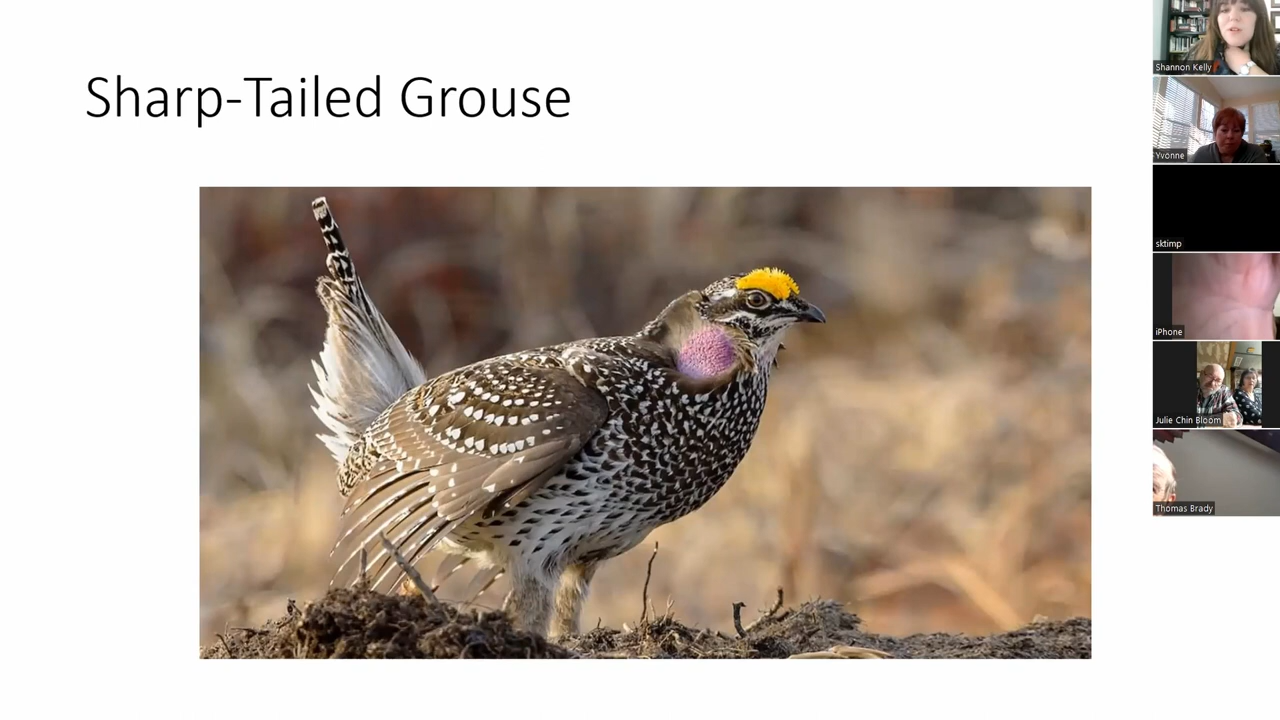 Sharp-Tailed Grouse
Shannon Kelly
Yvonne
sktimp
iPhone
Julie Chin Bloom
Thomas Brady